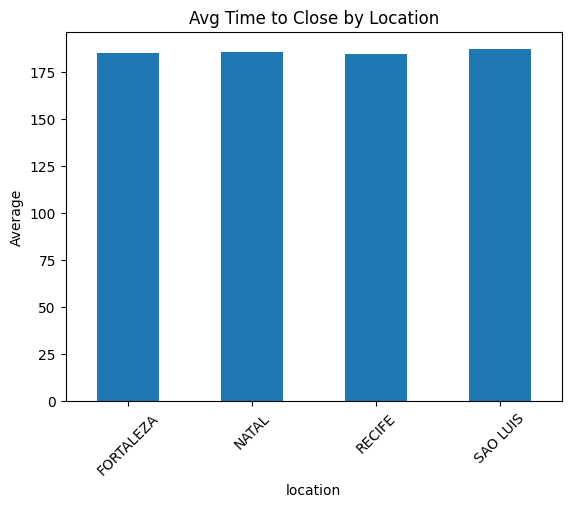 Avg Time to Close by Location
Average
175
150
125
100
75
50
25
0
FORTALEZA
NATAL
RECIFE
SAO LUIS
location